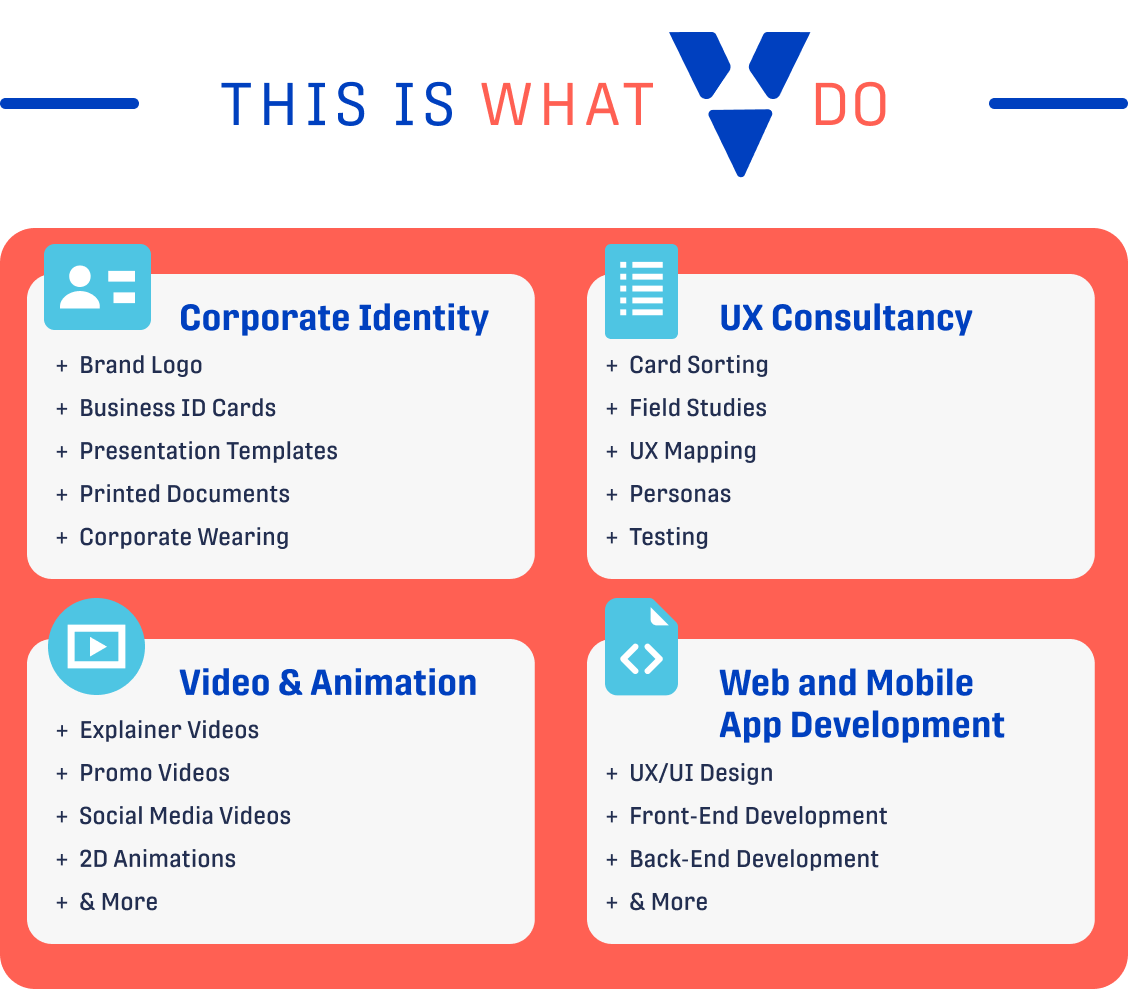 THIS IS WHAT DO
Corporate Identity
+ Brand Logo
+ Business ID Cards
+ Presentation Templates
+ Printed Documents
+ Corporate Wearing
UX Consultancy
+ Card Sorting
+ Field Studies
+ UX Mapping
+ Personas
+ Testing
Video & Animation
+ Explainer Videos
+ Promo Videos
+ Social Media Videos
+ 2D Animations
+ & More
Web and Mobile
App Development
+ UX/UI Design
+ Front-End Development
+ Back-End Development
+ & More